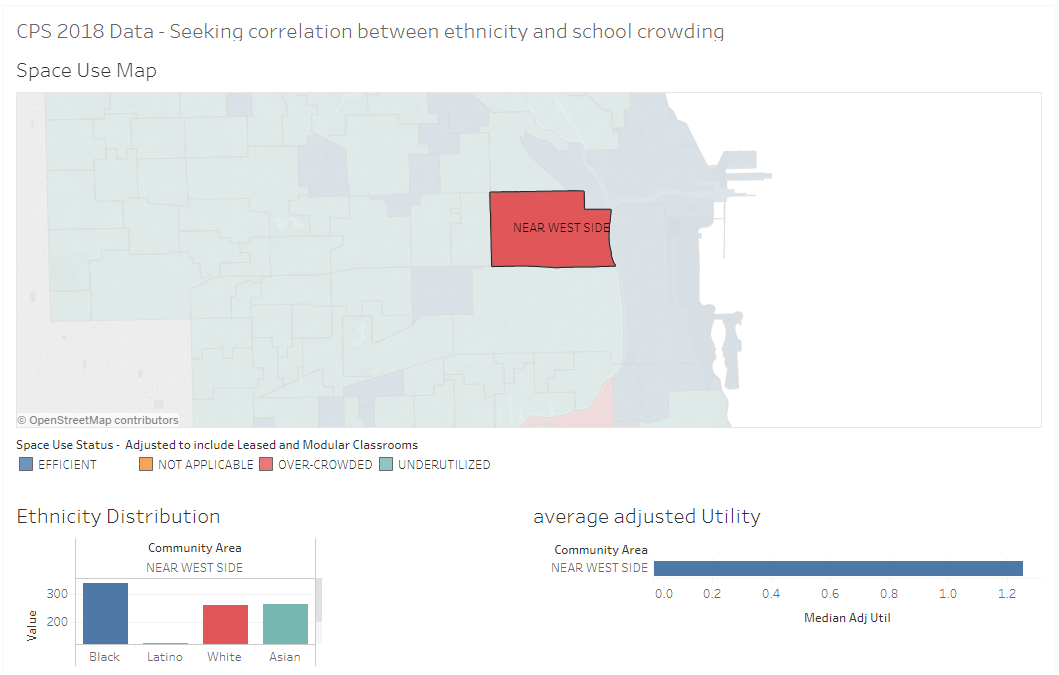 CPS 2018 Data - Seeking correlation between ethnicity and school crowding
Space Use Map
NEAR WEST SIDE
© OpenStreetMap contributors
Space Use Status - Adjusted to include Leased and Modular Classrooms
EFFICIENT NOT APPLICABLE OVER-CROWDED UNDERUTILIZED
Ethnicity Distribution
Community Area
NEAR WEST SIDE
300
200
Value
Black Latino White Asian
average adjusted Utility
Community Area
NEAR WEST SIDE
0.0 0.2 0.4 0.6 0.8 1.0 1.2
Median Adj Util